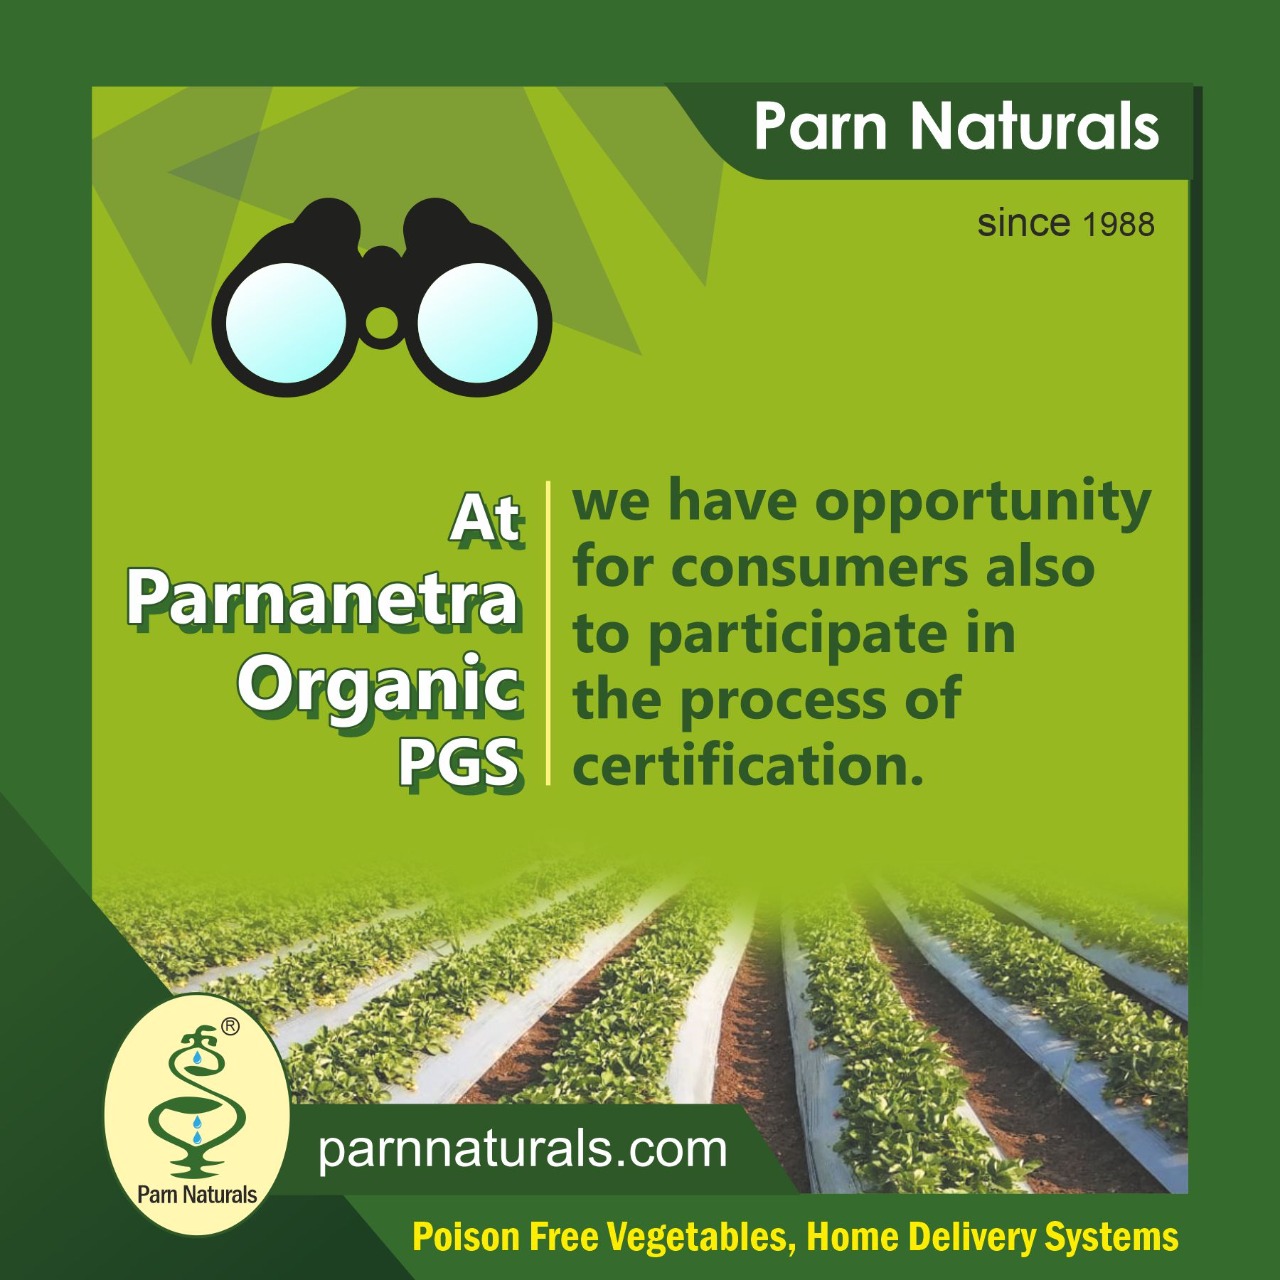 Parn Naturals
since 1988
At
Parnanetra
Organic
PGS
we have opportunity
for consumers also
to participate in
the process of
certification.
®
Parn Naturals
parnnaturals.com
Poison Free Vegetables, Home Delivery Systems